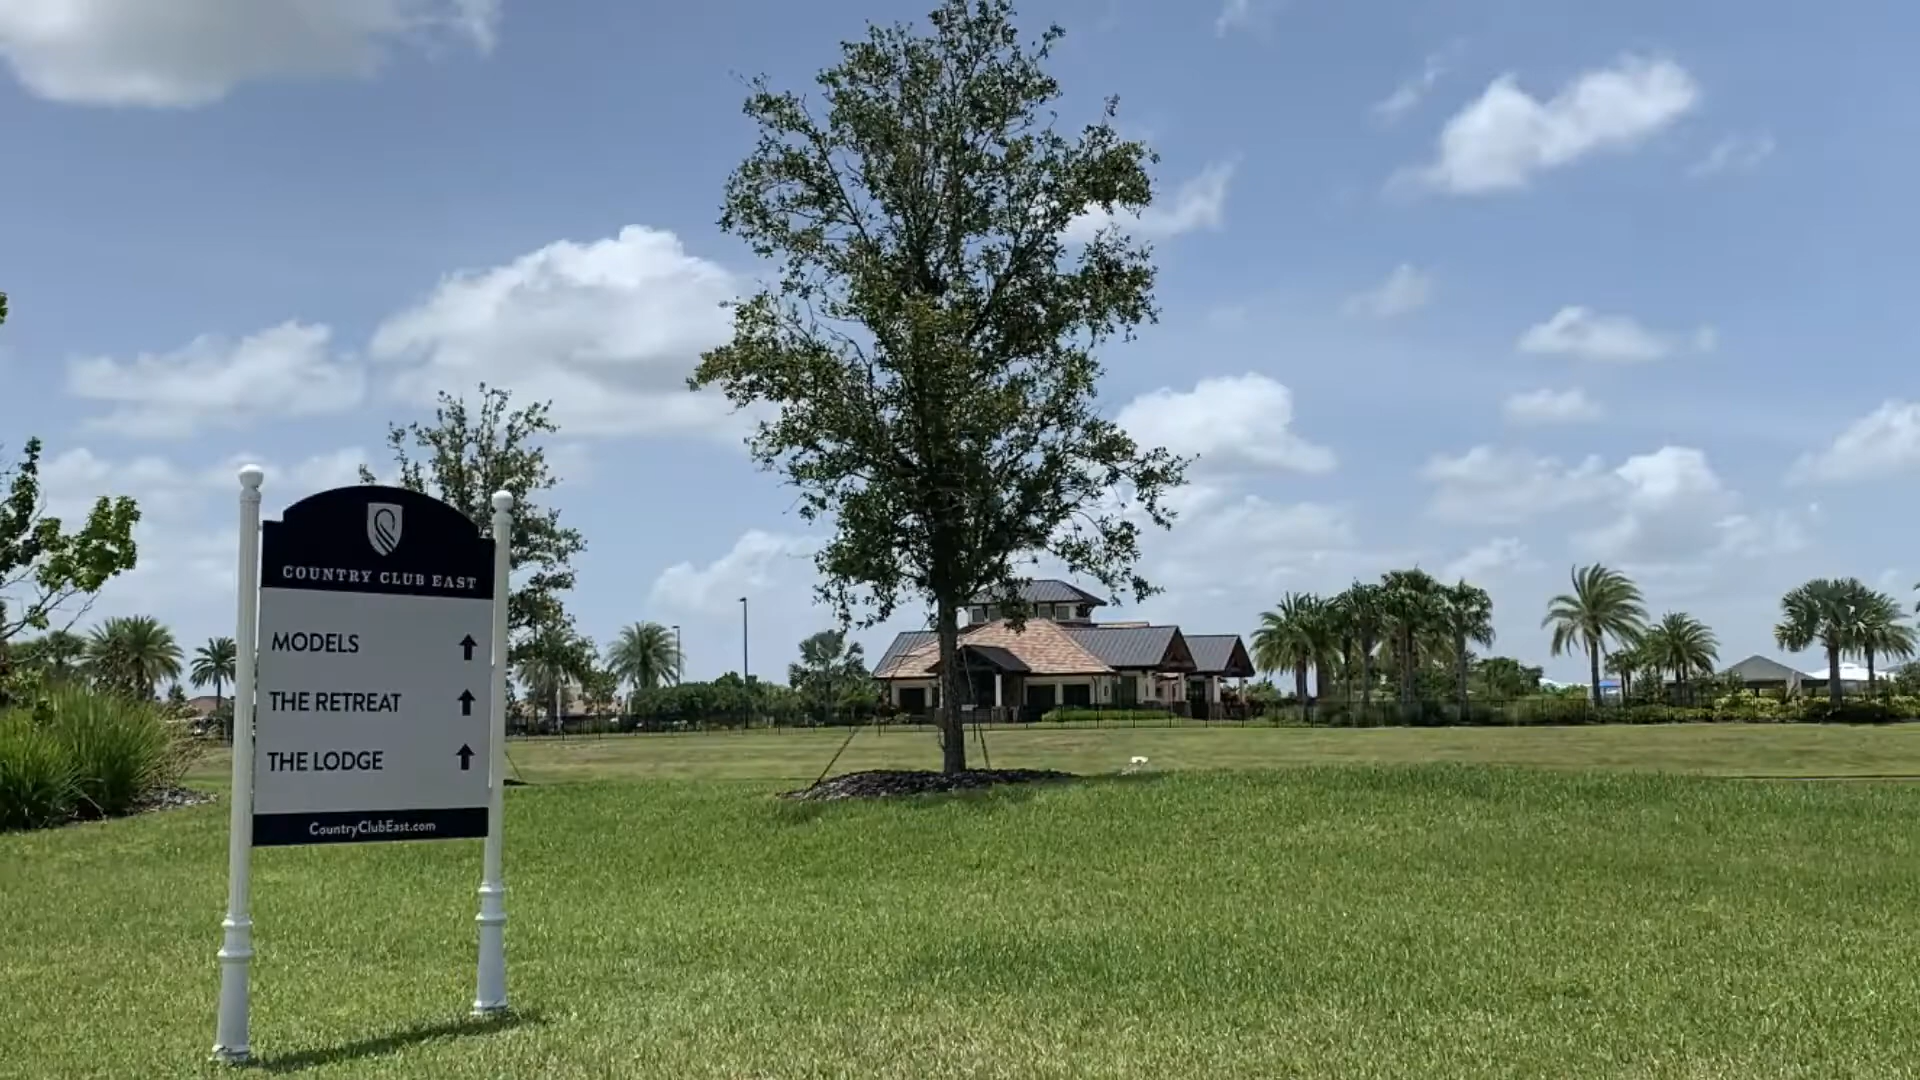 COUNTRY CLUB EAST
MODELS ↑
THE RETREAT ↑
THE LODGE ↑
CountryClubEast.com